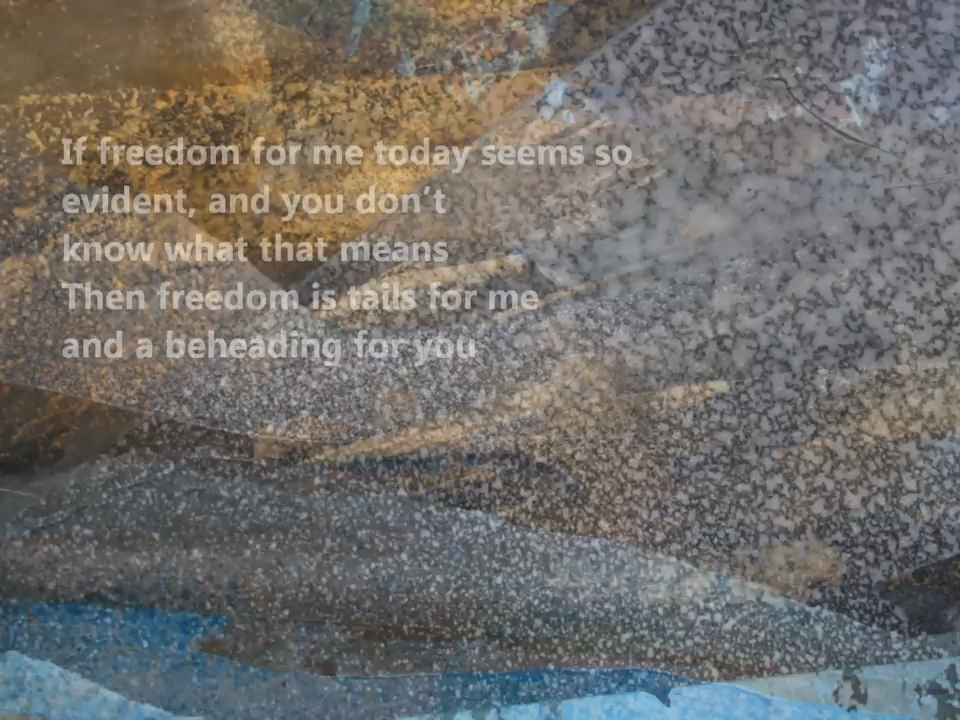 If freedom for me today seems so
evident, and you don’t
know what that means
Then freedom is tails for me
and a beheading for you